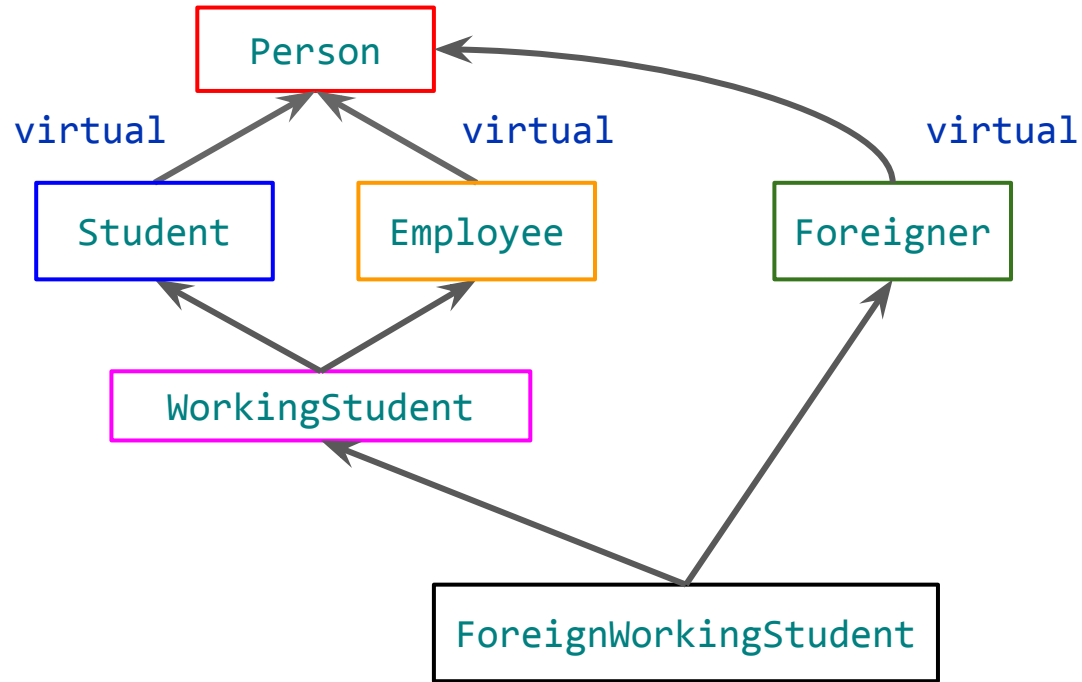 Person
virtual
virtual
virtual
Student
Employee
Foreigner
WorkingStudent
ForeignWorkingStudent